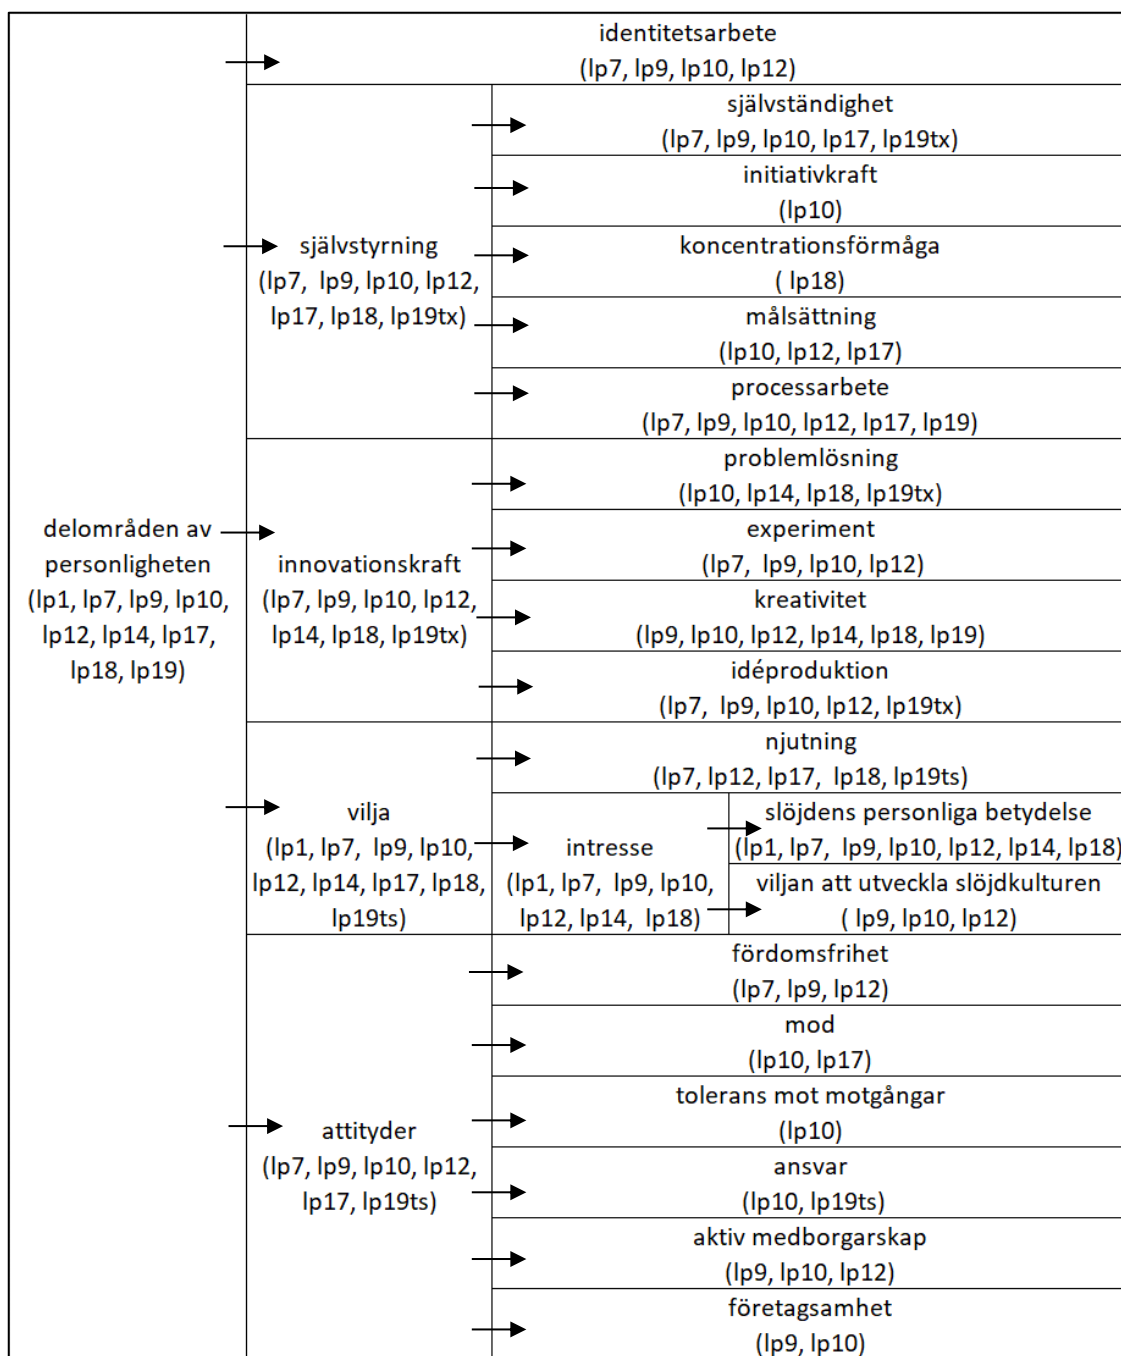 identitetsarbete
(lp7, lp9, lp10, lp12)
självständighet
(lp7, lp9, lp10, lp17, lp19tx)
initiativkraft
(lp10)
självstyrning
(lp7, lp9, lp10, lp12,
lp17, lp18, lp19tx)
koncentrationsförmåga
( lp18)
målsättning
(lp10, lp12, lp17)
processarbete
(lp7, lp9, lp10, lp12, lp17, lp19)
delområden av
personligheten
(lp1, lp7, lp9, lp10,
lp12, lp14, lp17,
lp18, lp19)
innovationskraft
(lp7, lp9, lp10, lp12,
lp14, lp18, lp19tx)
problemlösning
(lp10, lp14, lp18, lp19tx)
experiment
(lp7, lp9, lp10, lp12)
kreativitet
(lp9, lp10, lp12, lp14, lp18, lp19)
idéproduktion
(lp7, lp9, lp10, lp12, lp19tx)
vilja
(lp1, lp7, lp9, lp10,
lp12, lp14, lp17, lp18,
lp19ts)
njutning
(lp7, lp12, lp17, lp18, lp19ts)
intresse
(lp1, lp7, lp9, lp10,
lp12, lp14, lp18)
slöjdens personliga betydelse
(lp1, lp7, lp9, lp10, lp12, lp14, lp18)
viljan att utveckla slöjdkulturen
( lp9, lp10, lp12)
attityder
(lp7, lp9, lp10, lp12,
lp17, lp19ts)
fördomsfrihet
(lp7, lp9, lp12)
mod
(lp10, lp17)
tolerans mot motgångar
(lp10)
ansvar
(lp10, lp19ts)
aktiv medborgarskap
(lp9, lp10, lp12)
företagsamhet
(lp9, lp10)